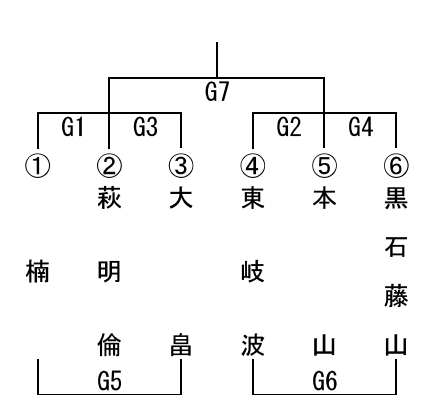 G7
G1 G3 G2 G4
① ② ③ ④ ⑤ ⑥
楠
萩明倫
大畠
東岐波
本山
黒石藤山
G5 G6